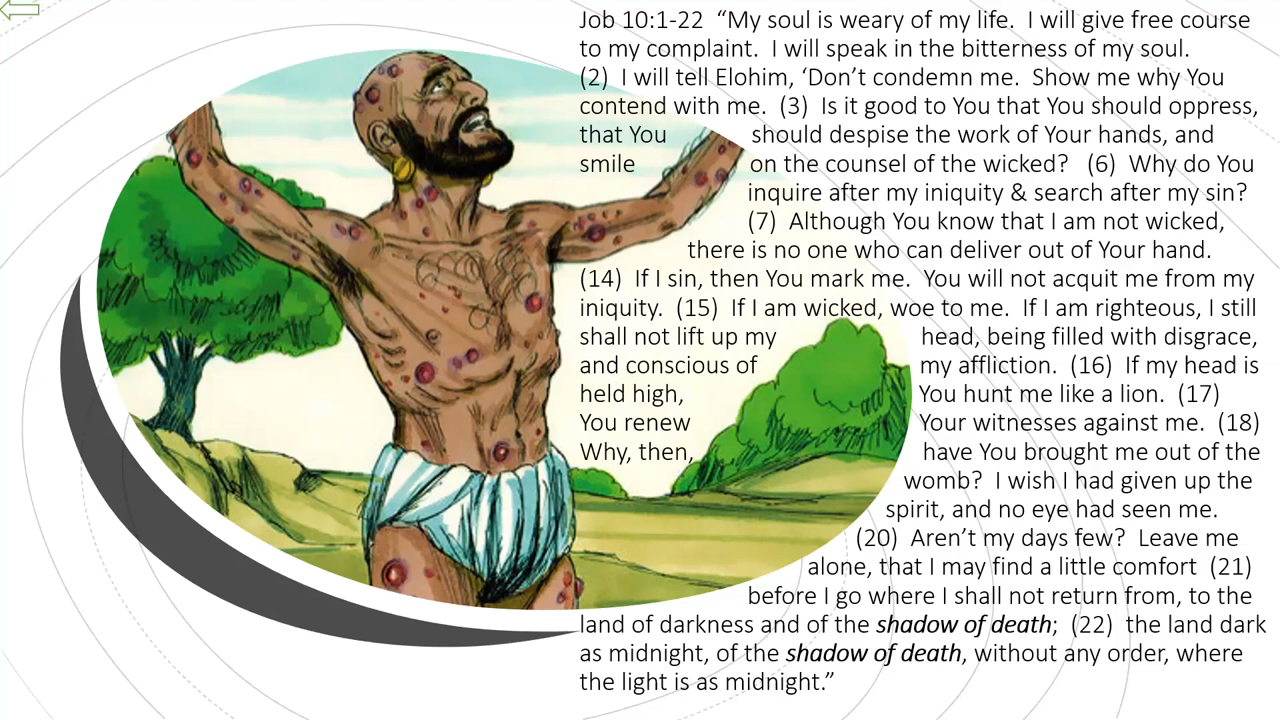 Job 10:1-22 “My soul is weary of my life. I will give free course
to my complaint. I will speak in the bitterness of my soul.
(2) I will tell Elohim, ‘Don’t condemn me. Show me why You
contend with me. (3) Is it good to You that You should oppress,
that You should despise the work of Your hands, and
smile on the counsel of the wicked? (6) Why do You
inquire after my iniquity & search after my sin?
(7) Although You know that I am not wicked,
there is no one who can deliver out of Your hand.
(14) If I sin, then You mark me. You will not acquit me from my
iniquity. (15) If I am wicked, woe to me. If I am righteous, I still
shall not lift up my head, being filled with disgrace,
and conscious of my affliction. (16) If my head is
held high, You hunt me like a lion. (17)
You renew Your witnesses against me. (18)
Why, then, have You brought me out of the
womb? I wish I had given up the
spirit, and no eye had seen me.
(20) Aren’t my days few? Leave me
alone, that I may find a little comfort (21)
before I go where I shall not return from, to the
land of darkness and of the shadow of death; (22) the land dark
as midnight, of the shadow of death, without any order, where
the light is as midnight.”